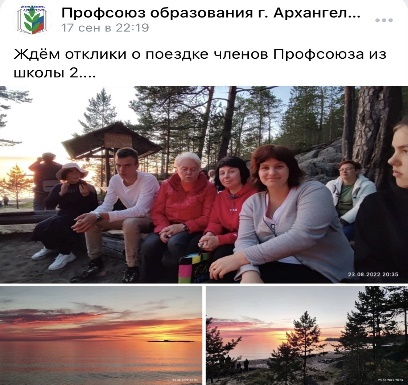 Профсоюз образования г. Архангел...
17 сен в 22:19
Ждём отклики о поездке членов Профсоюза из
школы 2....
23.08.2022 20:35